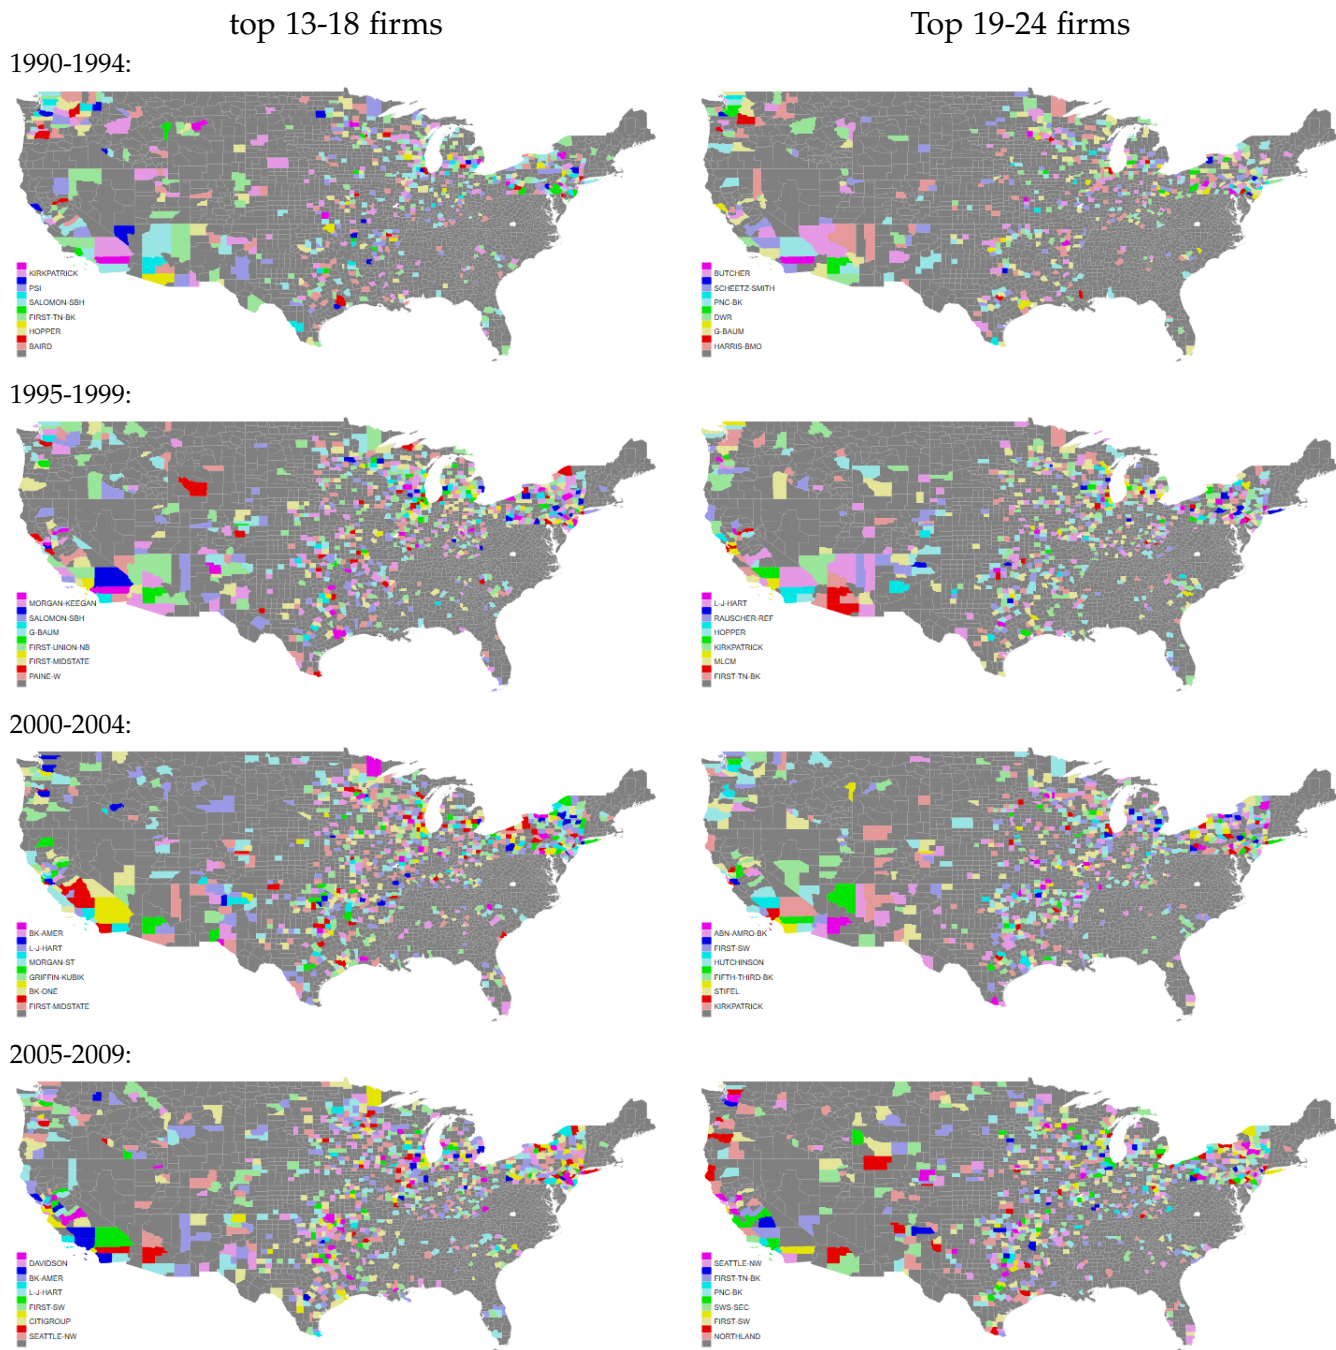 top 13-18 firms
Top 19-24 firms
1990-1994:
KIRKPATRICK
PSI
SALOMON-SBH
FIRST-TN-BK
HOPPER
BAIRD
BUTCHER
SCHEETZ-SMITH
PNC-BK
DWR
G-BAUM
HARRIS-BMO
1995-1999:
MORGAN-KEEGAN
SALOMON-SBH
G-BAUM
FIRST-UNION-NB
FIRST-MIDSTATE
PAINE-W
L-J-HART
RAUSCHER-REF
HOPPER
KIRKPATRICK
MLCM
FIRST-TN-BK
2000-2004:
BK-AMER
L-J-HART
MORGAN-ST
GRIFFIN-KUBIK
BK-ONE
FIRST-MIDSTATE
ABN-AMRO-BK
FIRST-SW
HUTCHINSON
FIFTH-THIRD-BK
STIFEL
KIRKPATRICK
2005-2009:
DAVIDSON
BK-AMER
L-J-HART
FIRST-SW
CITIGROUP
SEATTLE-NW
SEATTLE-NW
FIRST-TN-BK
PNC-BK
SWS-SEC
FIRST-SW
NORTHLAND